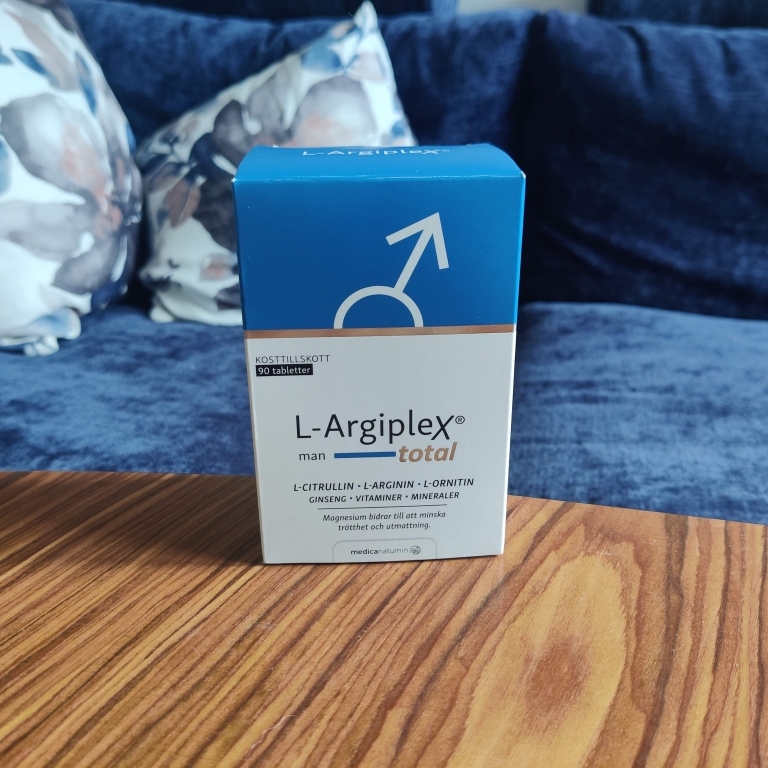 L-Argiplex®
KOSTTILLSKOTT
90 tabletter
L-Argiplex®
man total
L-CITRULLIN • L-ARGININ • L-ORNITIN
GINSENG • VITAMINER • MINERALER
Magnesium bidrar till att minska
trötthet och utmattning.
medicanatumin